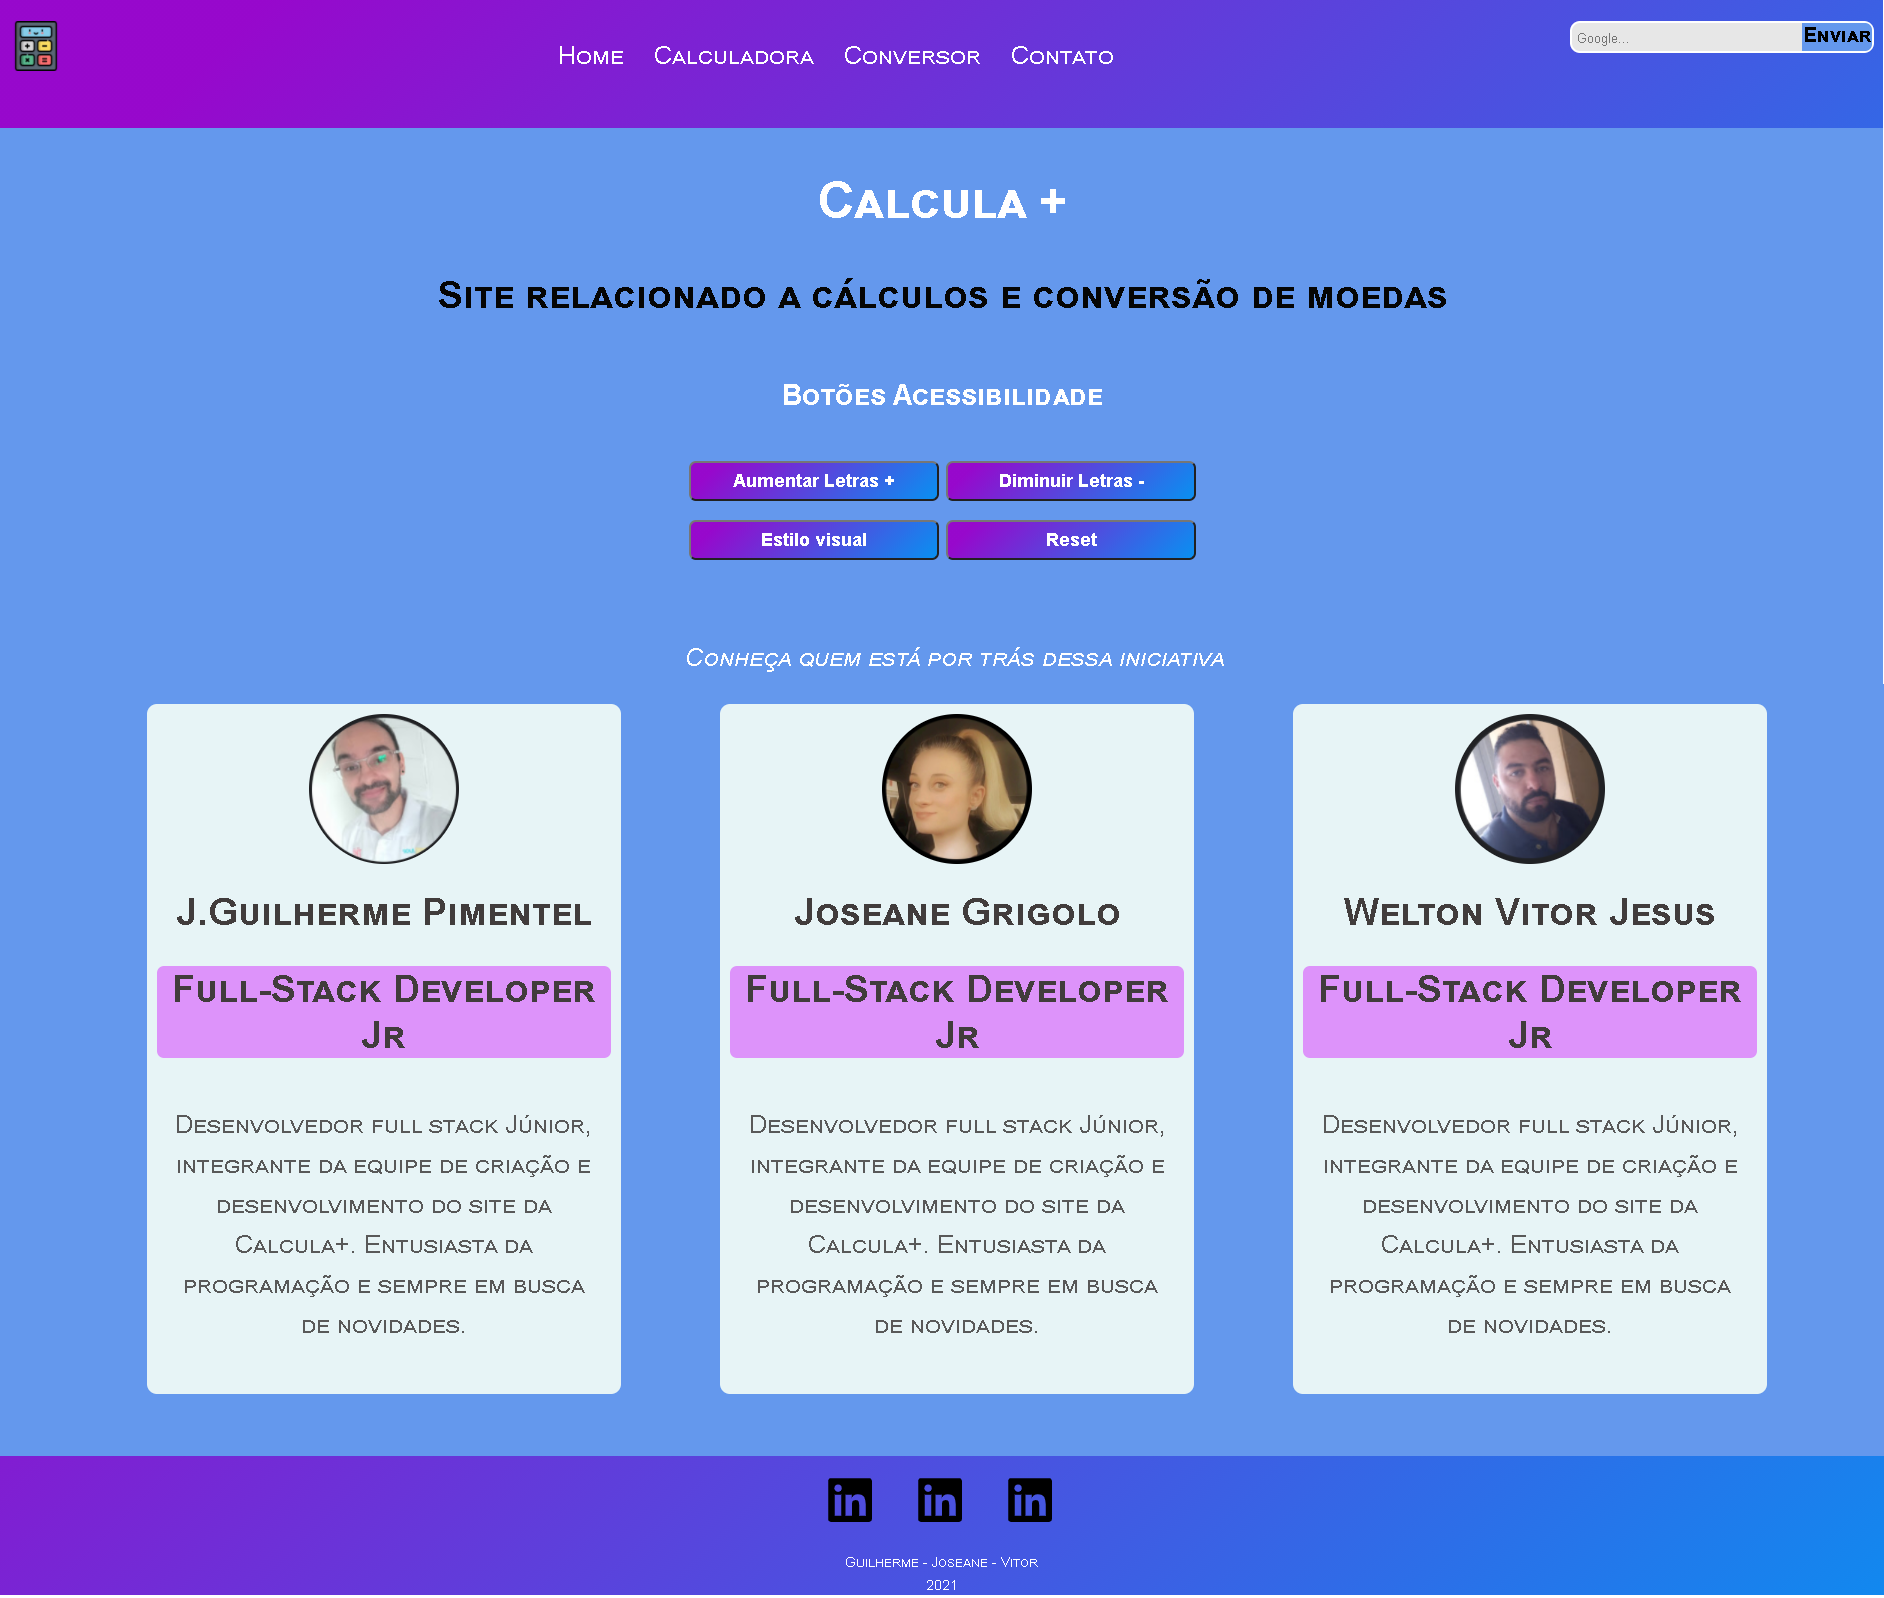 Home Calculadora Conversor Contato
Google...
Enviar
Calcula +
Site relacionado a cálculos e conversão de moedas
Botões Acessibilidade
Aumentar Letras +
Diminuir Letras -
Estilo visual
Reset
Conheça quem está por trás dessa iniciativa
J.Guilherme Pimentel
Full-Stack Developer
Jr
Desenvolvedor full stack Júnior,
integrante da equipe de criação e
desenvolvimento do site da
Calcula+. Entusiasta da
programação e sempre em busca
de novidades.
Joseane Grigolo
Full-Stack Developer
Jr
Desenvolvedor full stack Júnior,
integrante da equipe de criação e
desenvolvimento do site da
Calcula+. Entusiasta da
programação e sempre em busca
de novidades.
Welton Vitor Jesus
Full-Stack Developer
Jr
Desenvolvedor full stack Júnior,
integrante da equipe de criação e
desenvolvimento do site da
Calcula+. Entusiasta da
programação e sempre em busca
de novidades.
in in in
Guilherme - Joseane - Vitor
2021